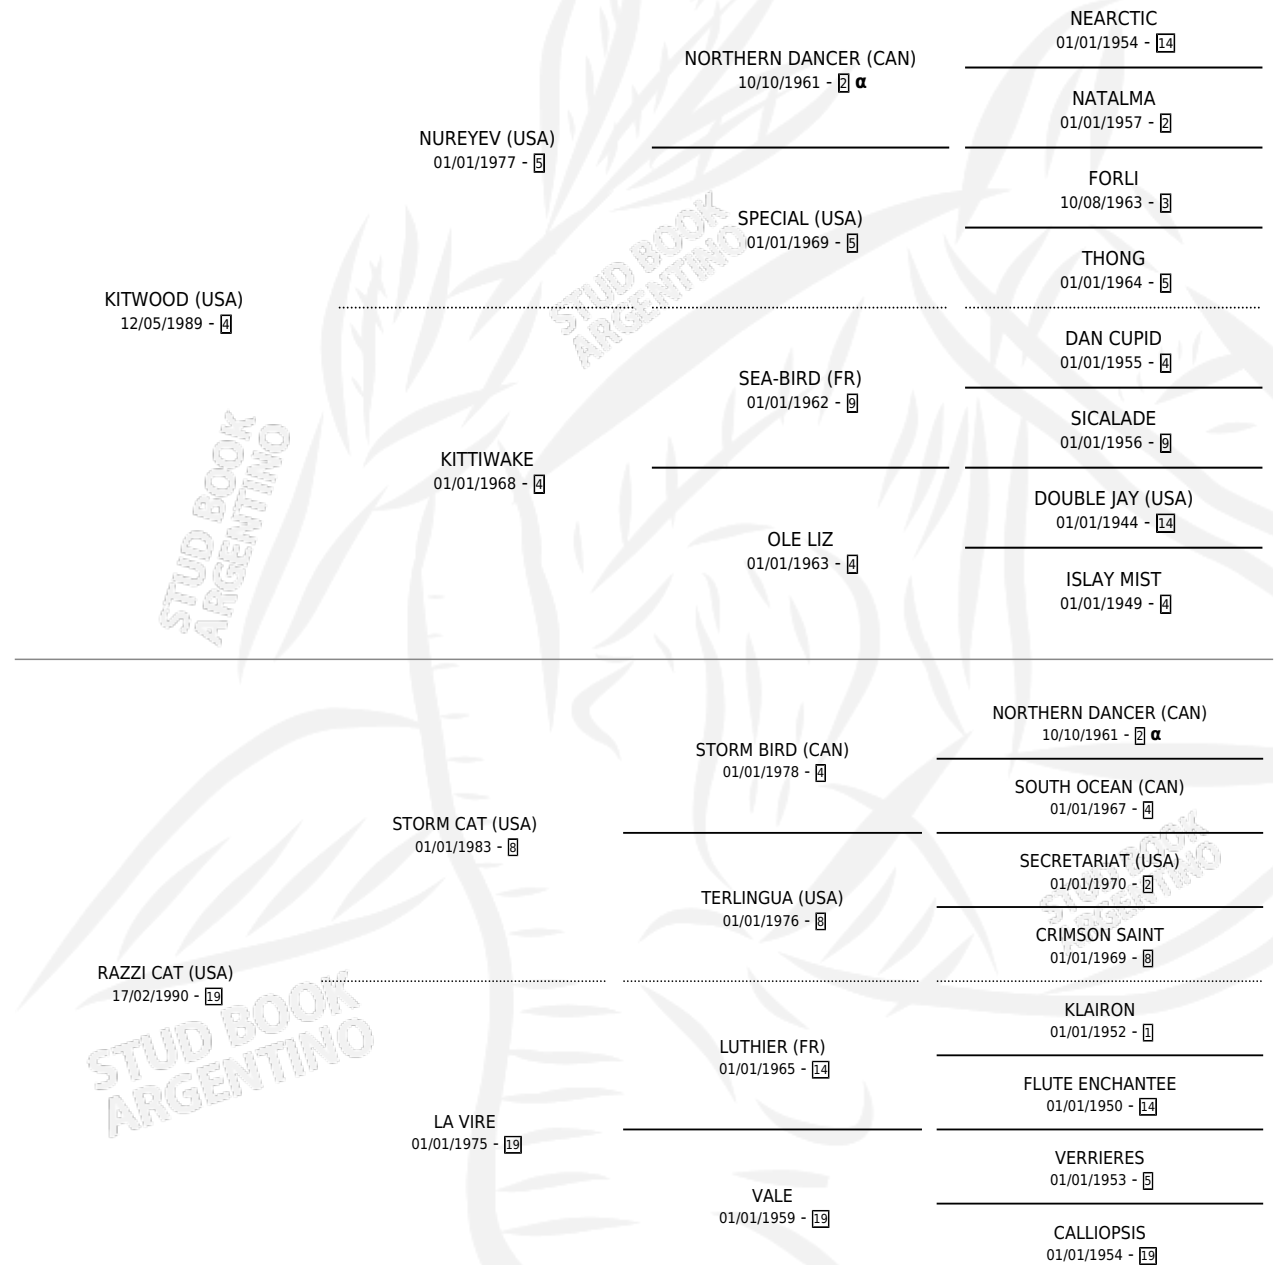 NEARCTIC
01/01/1954 - 14
NORTHERN DANCER (CAN)
10/10/1961 - 2 α
NATALMA
01/01/1957 - 2
NUREYEV (USA)
01/01/1977 - 5
FORLI
10/08/1963 - 3
SPECIAL (USA)
01/01/1969 - 5
THONG
01/01/1964 - 5
KITWOOD (USA)
12/05/1989 - 4
DAN CUPID
01/01/1955 - 4
SEA-BIRD (FR)
01/01/1962 - 9
SICALADE
01/01/1956 - 9
KITTIWAKE
01/01/1968 - 4
DOUBLE JAY (USA)
01/01/1944 - 14
OLE LIZ
01/01/1963 - 4
ISLAY MIST
01/01/1949 - 4
STUD BOOK
ARGENTINO
STUD BOOK
ARGENTINO
NORTHERN DANCER (CAN)
10/10/1961 - 2 α
STORM BIRD (CAN)
01/01/1978 - 4
SOUTH OCEAN (CAN)
01/01/1967 - 4
STORM CAT (USA)
01/01/1983 - 8
SECRETARIAT (USA)
01/01/1970 - 2
TERLINGUA (USA)
01/01/1976 - 8
CRIMSON SAINT
01/01/1969 - 8
RAZZI CAT (USA)
17/02/1990 - 19
KLAIRON
01/01/1952 - 1
LUTHIER (FR)
01/01/1965 - 14
FLUTE ENCHANTEE
01/01/1950 - 14
LA VIRE
01/01/1975 - 19
VERRIERES
01/01/1953 - 5
VALE
01/01/1959 - 19
CALLIOPSIS
01/01/1954 - 19
STUD BOOK
ARGENTINO
STUD BOOK
ARGENTINO